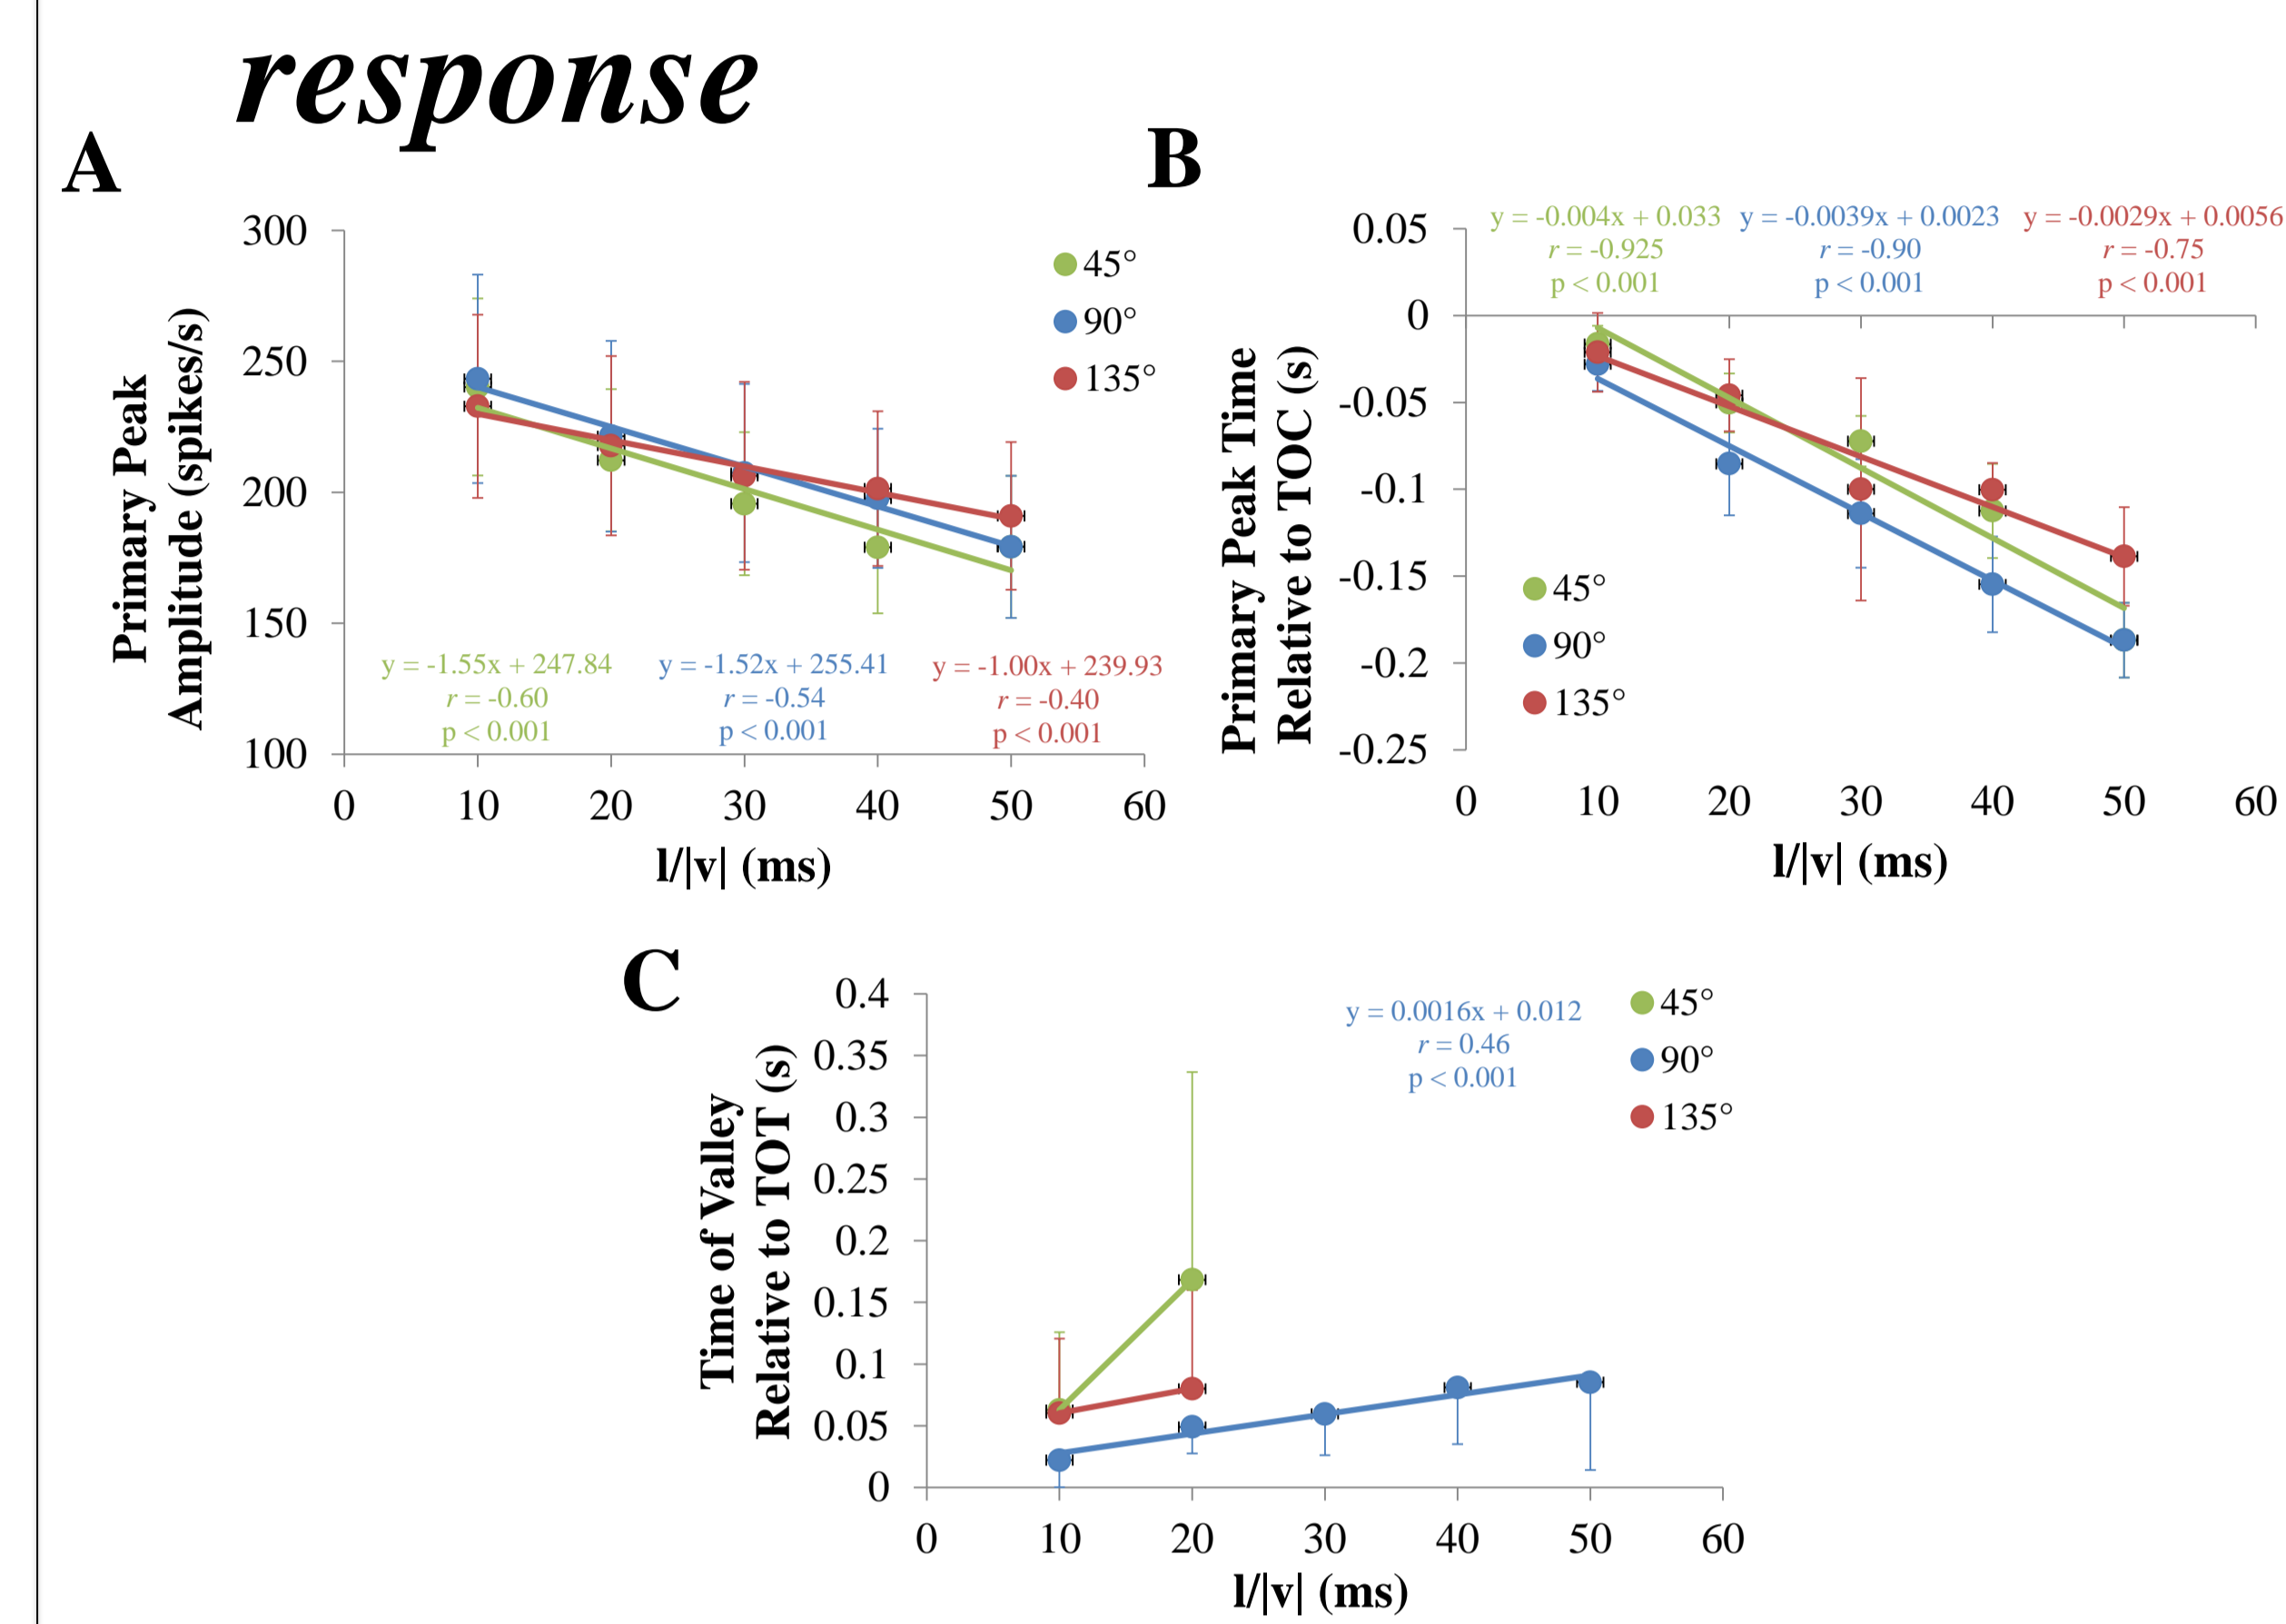 response
A
Primary Peak
Amplitude (spikes/s)
300
250
200
150
100
45°
90°
135°
y = -1.55x + 247.84
r = -0.60
p < 0.001
y = -1.52x + 255.41
r = -0.54
p < 0.001
y = -1.00x + 239.93
r = -0.40
p < 0.001
0 10 20 30 40 50 60
l/|v| (ms)
B
Primary Peak Time
Relative to TOC (s)
0.05
0
-0.05
-0.1
-0.15
-0.2
-0.25
y = -0.004x + 0.033
r = -0.925
p < 0.001
y = -0.0039x + 0.0023
r = -0.90
p < 0.001
y = -0.0029x + 0.0056
r = -0.75
p < 0.001
45°
90°
135°
0 10 20 30 40 50 60
l/|v| (ms)
C
Time of Valley
Relative to TOT (s)
0.4
0.35
0.3
0.25
0.2
0.15
0.1
0.05
0
y = 0.0016x + 0.012
r = 0.46
p < 0.001
45°
90°
135°
0 10 20 30 40 50 60
l/|v| (ms)